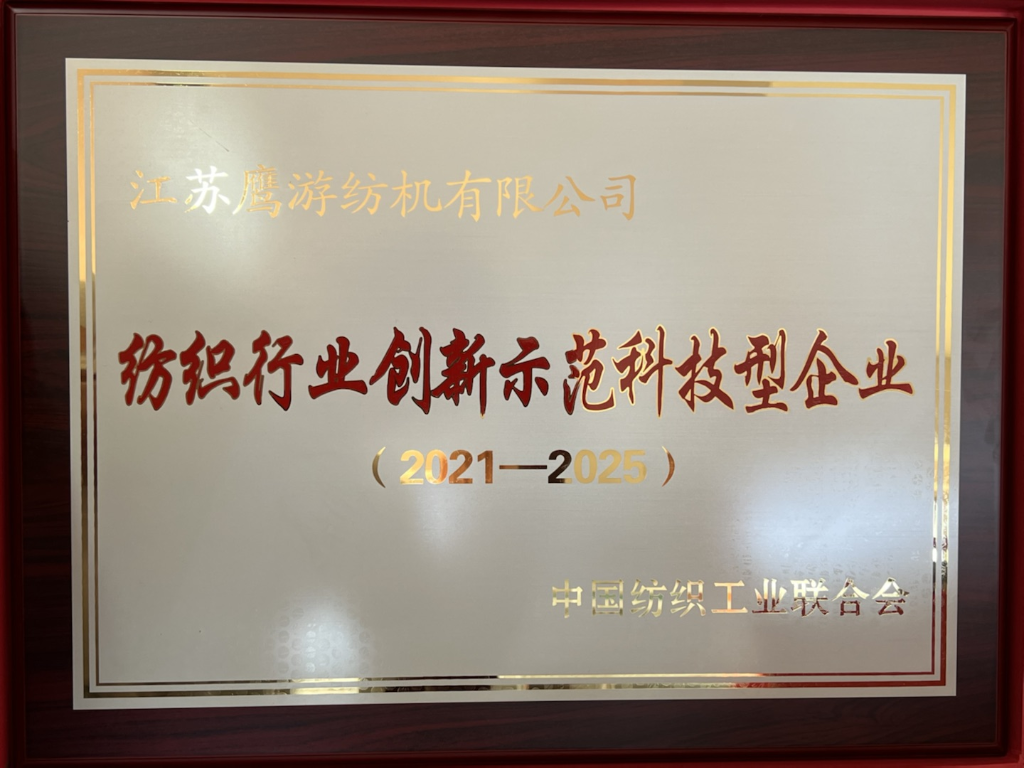 江苏鹰游纺机有限公司
纺织行业创新示范科技型企业
（2021—2025）
中国纺织工业联合会